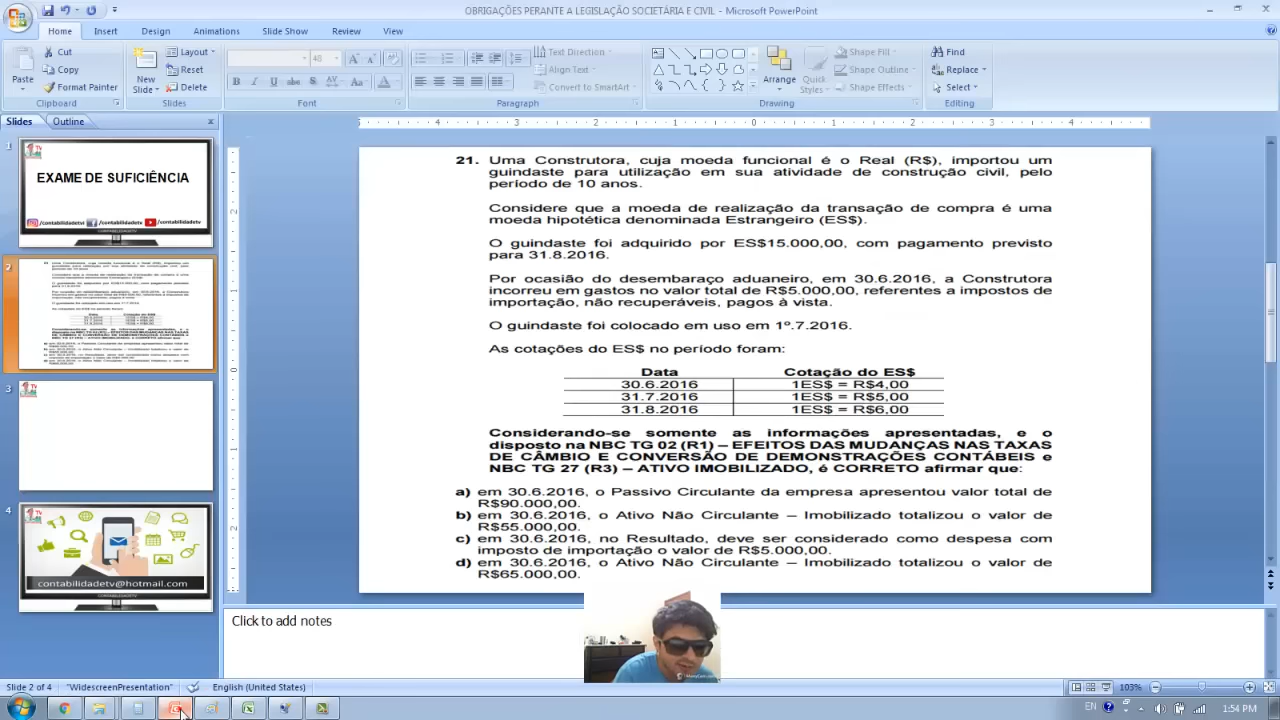 OBRIGAÇÕES PERANTE A LEGISLAÇÃO SOCIETÁRIA E CIVIL - Microsoft PowerPoint
Home Insert Design Animations Slide Show Review View
Paste
Cut
Copy
Format Painter
Clipboard
New Slide
Layout
Reset
Delete
Slides
48
Font
Text Direction
Align Text
Convert to SmartArt
Paragraph
Arrange
Quick Styles
Shape Fill
Shape Outline
Shape Effects
Drawing
Find
Replace
Select
Editing
Slides Outline
1
EXAME DE SUFICIÊNCIA
/contabilidadetvi /contabilidadetv /contabilidadetv
2
3
4
contabilidadetv@hotmail.com
21. Uma Construtora, cuja moeda funcional é o Real (R$), importou um
guindaste para utilização em sua atividade de construção civil, pelo
período de 10 anos.
Considere que a moeda de realização da transação de compra é uma
moeda hipotética denominada Estrangeiro (ES$).
O guindaste foi adquirido por ES$15.000,00, com pagamento previsto
para 31.8.2016.
Por ocasião do desembaraço aduaneiro, em 30.6.2016, a Construtora
incorreu em gastos no valor total de R$5.000,00, referentes a impostos de
importação, não recuperáveis, pagos à vista.
O guindaste foi colocado em uso em 1º.7.2016.
As cotações do ES$ no período foram:
Data Cotação do ES$
30.6.2016 1ES$ = R$4,00
31.7.2016 1ES$ = R$5,00
31.8.2016 1ES$ = R$6,00
Considerando-se somente as informações apresentadas, e o
disposto na NBC TG 02 (R1) – EFEITOS DAS MUDANÇAS NAS TAXAS
DE CÂMBIO E CONVERSÃO DE DEMONSTRAÇÕES CONTÁBEIS e
NBC TG 27 (R3) – ATIVO IMOBILIZADO, é CORRETO afirmar que:
a) em 30.6.2016, o Passivo Circulante da empresa apresentou valor total de
R$90.000,00.
b) em 30.6.2016, o Ativo Não Circulante – Imobilizado totalizou o valor de
R$55.000,00.
c) em 30.6.2016, no Resultado, deve ser considerado como despesa com
imposto de importação o valor de R$5.000,00.
d) em 30.6.2016, o Ativo Não Circulante – Imobilizado totalizou o valor de
R$65.000,00.
Click to add notes
Slide 2 of 4 "WidescreenPresentation" English (United States) 103%
EN 1:54 PM